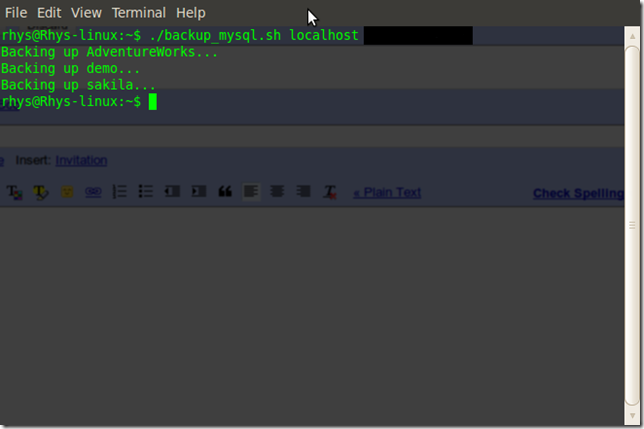 File Edit View Terminal Help
rhys@Rhys-linux:~$ ./backup_mysql.sh localhost
Backing up AdventureWorks...
Backing up demo...
Backing up sakila...
rhys@Rhys-linux:~$
Insert: Invitation
« Plain Text Check Spelling